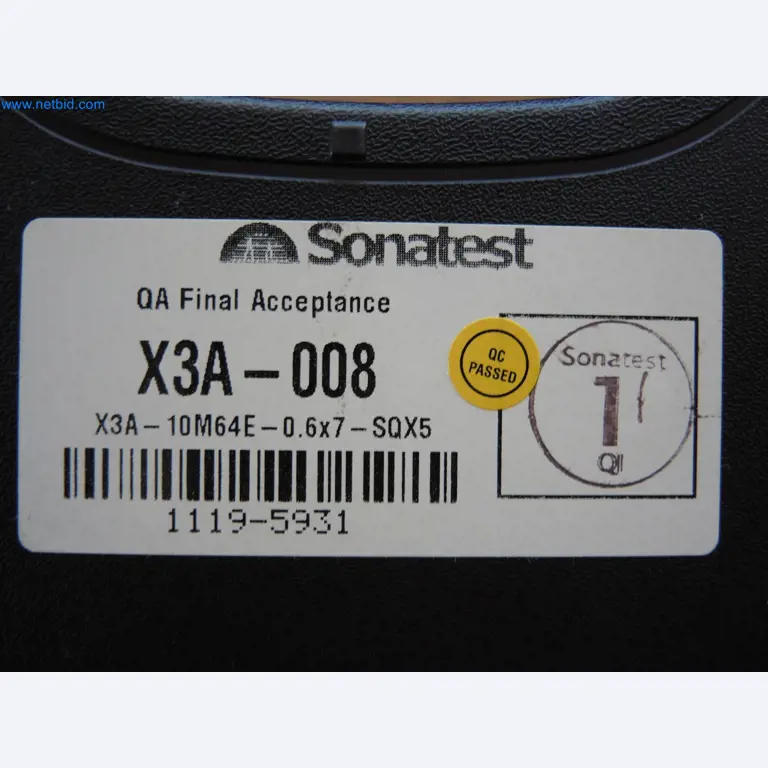 www.netbid.com
Sonatest
QA Final Acceptance
X3A-008
X3A-10M64E-0.6x7-SQX5
1119-5931
QC
PASSED
Sonatest
1
QI